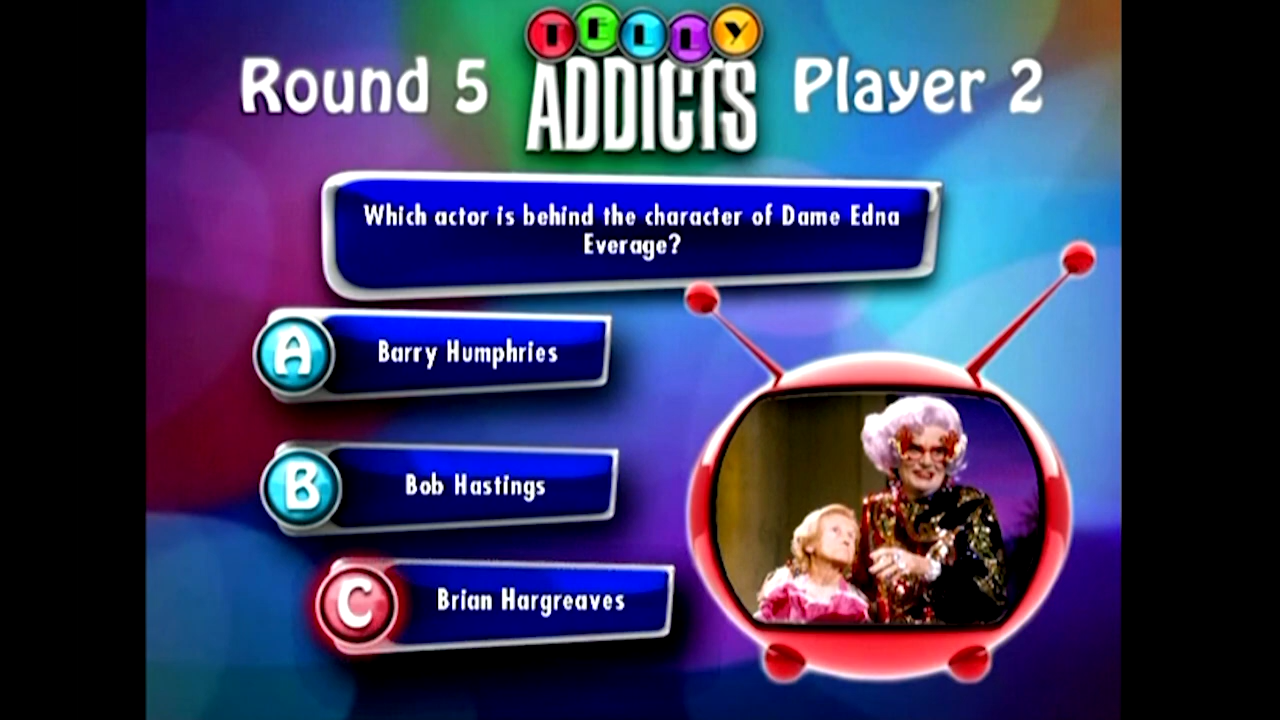 TELLY
Round 5 ADDICTS Player 2
Which actor is behind the character of Dame Edna
Everage?
A Barry Humphries
B Bob Hastings
C Brian Hargreaves